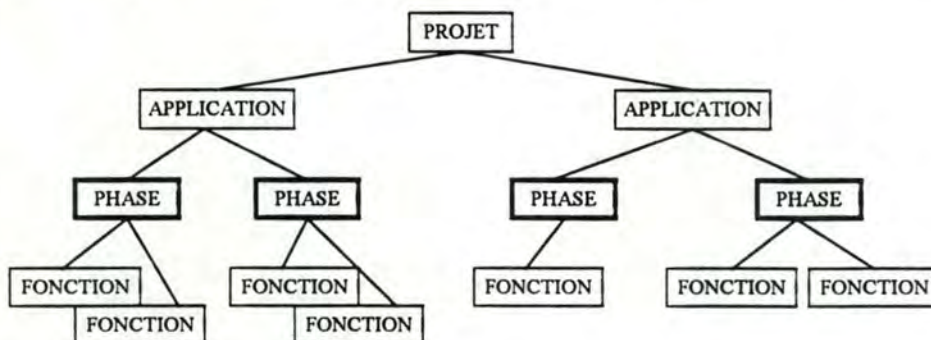 PROJET
APPLICATION APPLICATION
PHASE PHASE PHASE PHASE
FONCTION FONCTION FONCTION FONCTION FONCTION
FONCTION FONCTION